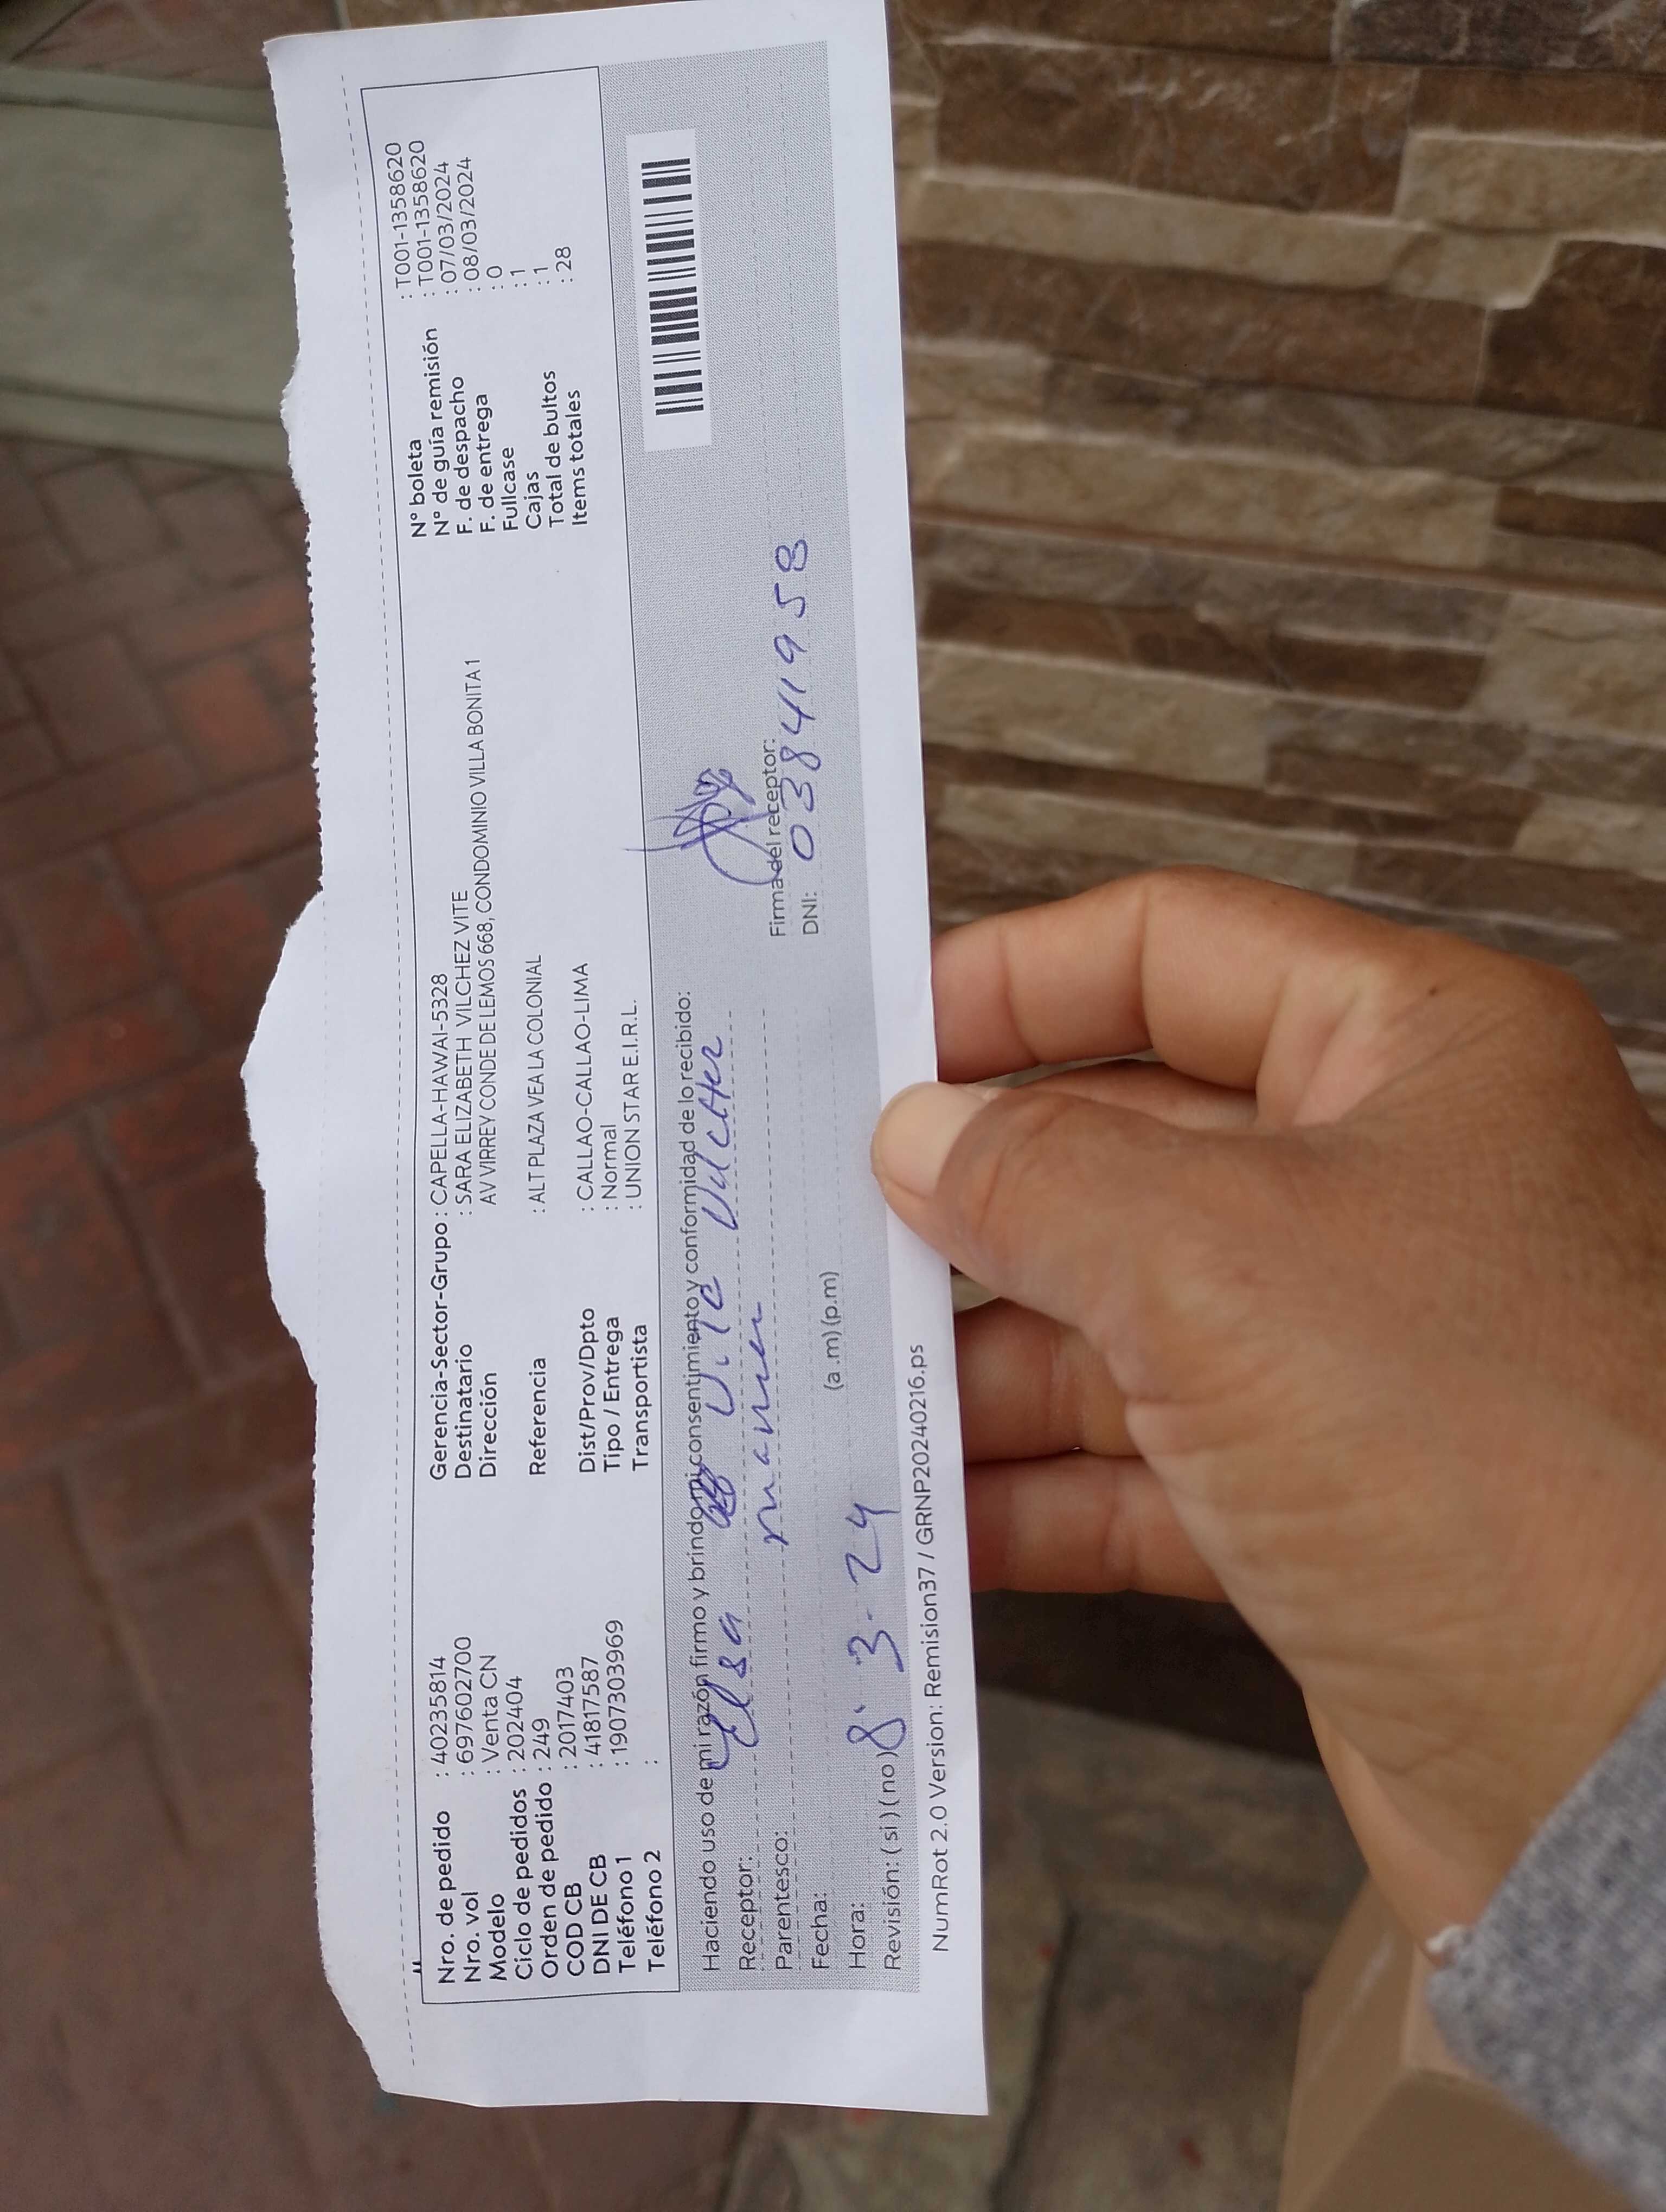 Nro. de pedido : 40235814
Nro. vol : 697602700
Modelo : Venta CN
Ciclo de pedidos : 202404
Orden de pedido : 249
COD CB : 2017403
DNI DE CB : 41817587
Teléfono 1 : 1907303969
Teléfono 2 :
Gerencia-Sector-Grupo : CAPELLA-HAWAI-5328
Destinatario : SARA ELIZABETH VILCHEZ VITE
Dirección AV VIRREY CONDE DE LEMOS 668, CONDOMINIO VILLA BONITA 1
Referencia : ALT PLAZA VEA LA COLONIAL
Dist/Prov/Dpto : CALLAO-CALLAO-LIMA
Tipo / Entrega : Normal
Transportista : UNION STAR E.I.R.L.
N° boleta : T001-1358620
N° de guía remisión : T001-1358620
F. de despacho : 07/03/2024
F. de entrega : 08/03/2024
Fullcase : 0
Cajas : 1
Total de bultos : 1
Items totales : 28
Haciendo uso de mi razón firmo y brindo mi consentimiento y conformidad de lo recibido:
Receptor: Elsa
Parentesco:
Fecha:
Hora: (a .m) (p.m)
Revisión: ( si ) ( no ) 8. 3. 24
Firma del receptor:
DNI: 03841958
NumRot 2.0 Version: Remision37 / GRNP20240216.ps